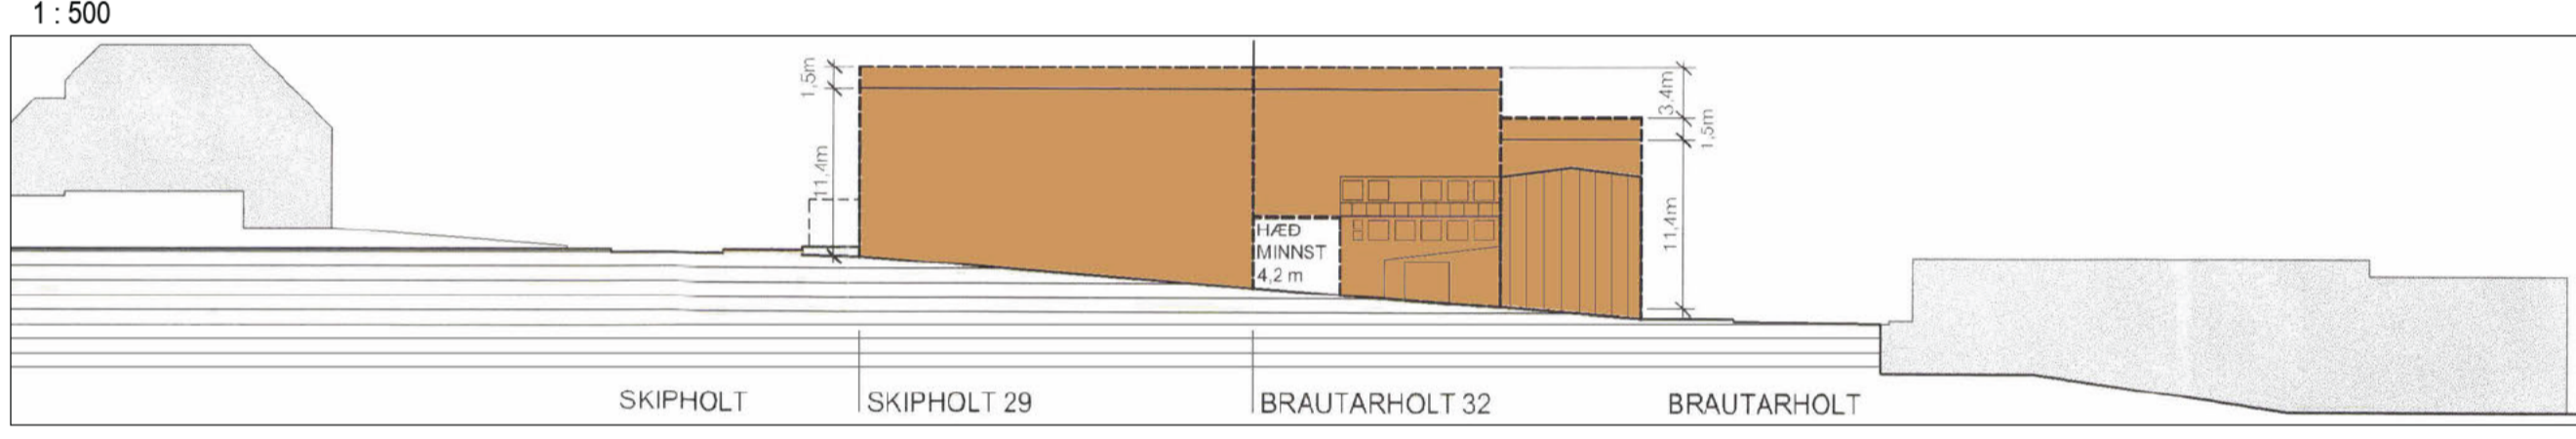 1 : 500
1,5m
11,4m
3.4m
1,5m
11,4m
HÆÐ
MINNST
4,2 m
SKIPHOLT
SKIPHOLT 29
BRAUTARHOLT 32
BRAUTARHOLT